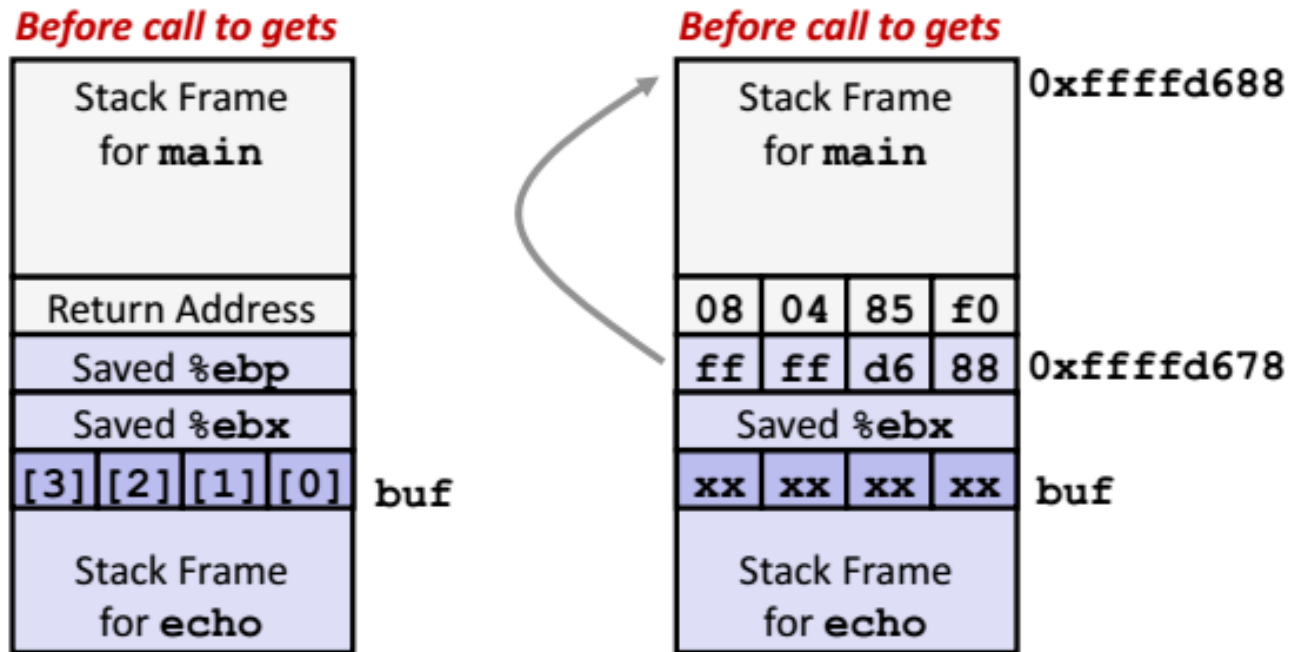 Before call to gets
Stack Frame
for main
Return Address
Saved %ebp
Saved %ebx
[3] [2] [1] [0] buf
Stack Frame
for echo
Before call to gets
Stack Frame 0xffffd688
for main
08 04 85 f0
ff ff d6 88 0xffffd678
Saved %ebx
xx xx xx xx buf
Stack Frame
for echo